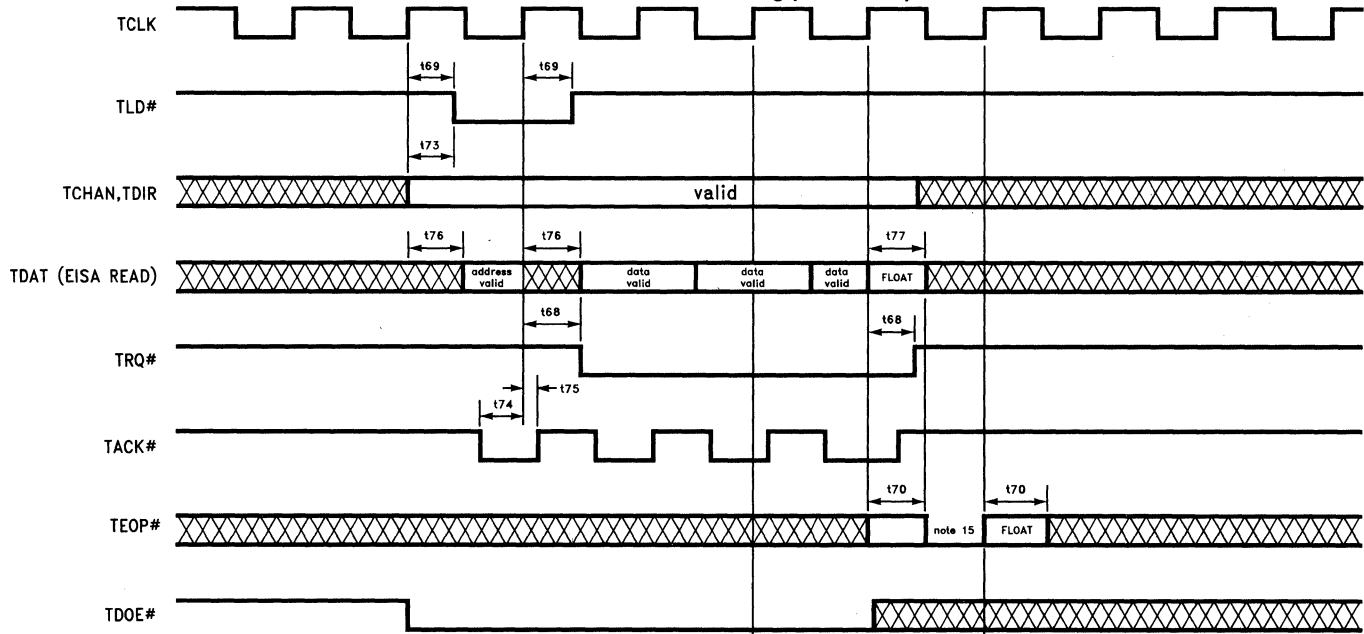 TCLK
t69 t69
TLD#
t73
TCHAN,TDIR valid
t76 t76 t77
TDAT (EISA READ) address valid data valid data valid data valid FLOAT
t68 t68
TRQ#
t75
t74
TACK#
t70 t70
TEOP# note 15 FLOAT
TDOE#